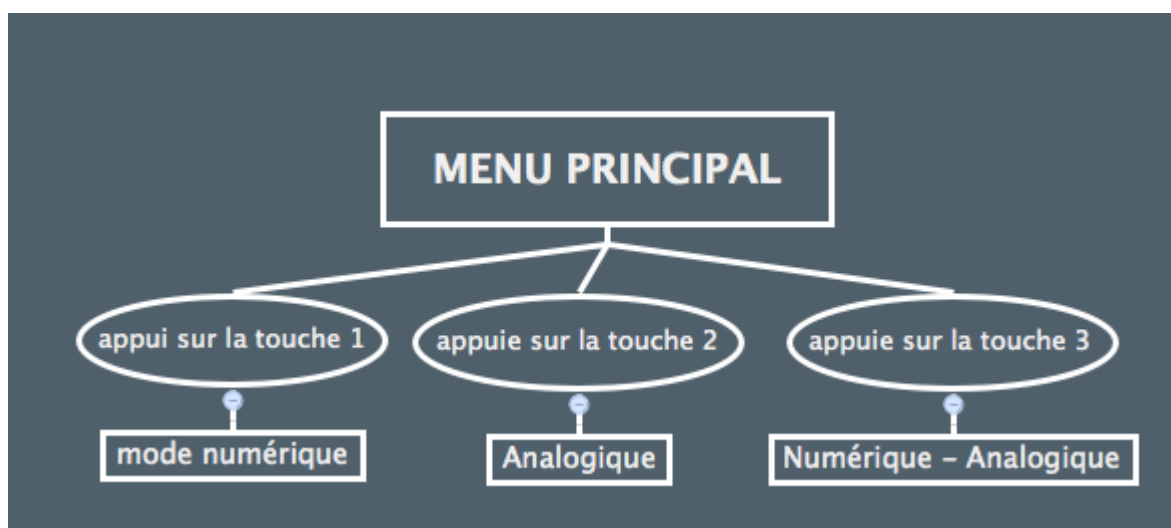 MENU PRINCIPAL
appui sur la touche 1
appuie sur la touche 2
appuie sur la touche 3
mode numérique
Analogique
Numérique – Analogique